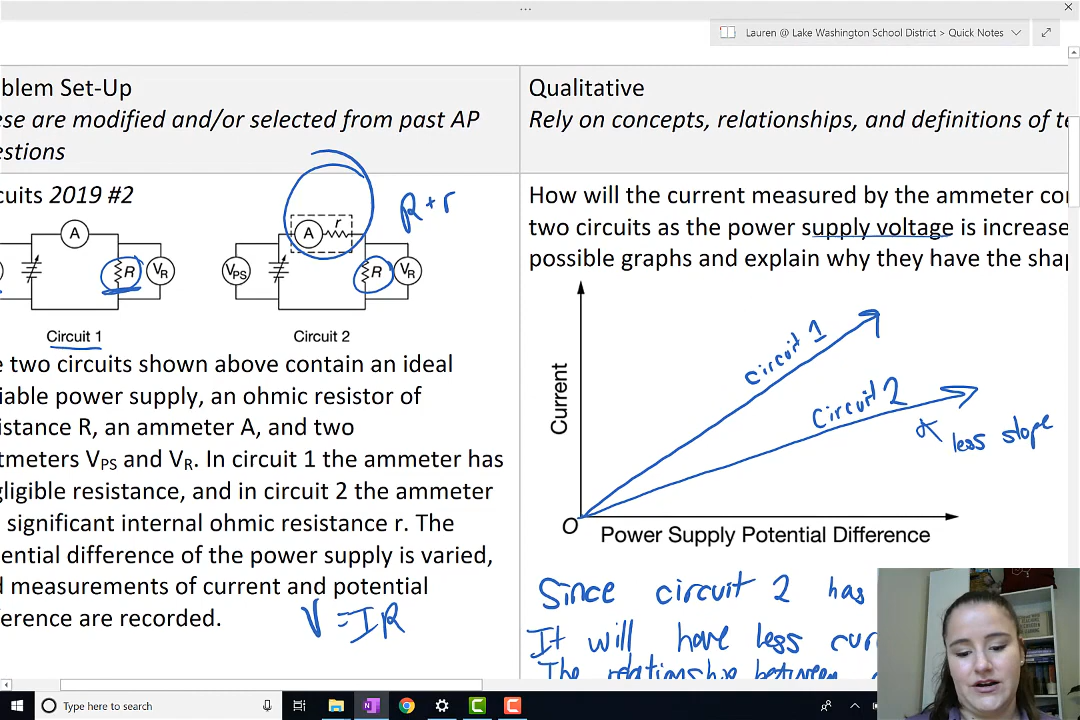 Lauren @ Lake Washington School District > Quick Notes
blem Set-Up
ese are modified and/or selected from past AP
estions
Qualitative
Rely on concepts, relationships, and definitions of te
cuits 2019 #2
A
R
VR
Circuit 1
VPS
A
r
R
VR
Circuit 2
R + r
e two circuits shown above contain an ideal
iable power supply, an ohmic resistor of
istance R, an ammeter A, and two
tmeters VPS and VR. In circuit 1 the ammeter has
gligible resistance, and in circuit 2 the ammeter
significant internal ohmic resistance r. The
ential difference of the power supply is varied,
d measurements of current and potential
ference are recorded.
V = IR
How will the current measured by the ammeter co
two circuits as the power supply voltage is increase
possible graphs and explain why they have the sha
Current
circuit 1
circuit 2
less slope
O
Power Supply Potential Difference
Since circuit 2 has
It will have less cur
The relationship between
Type here to search